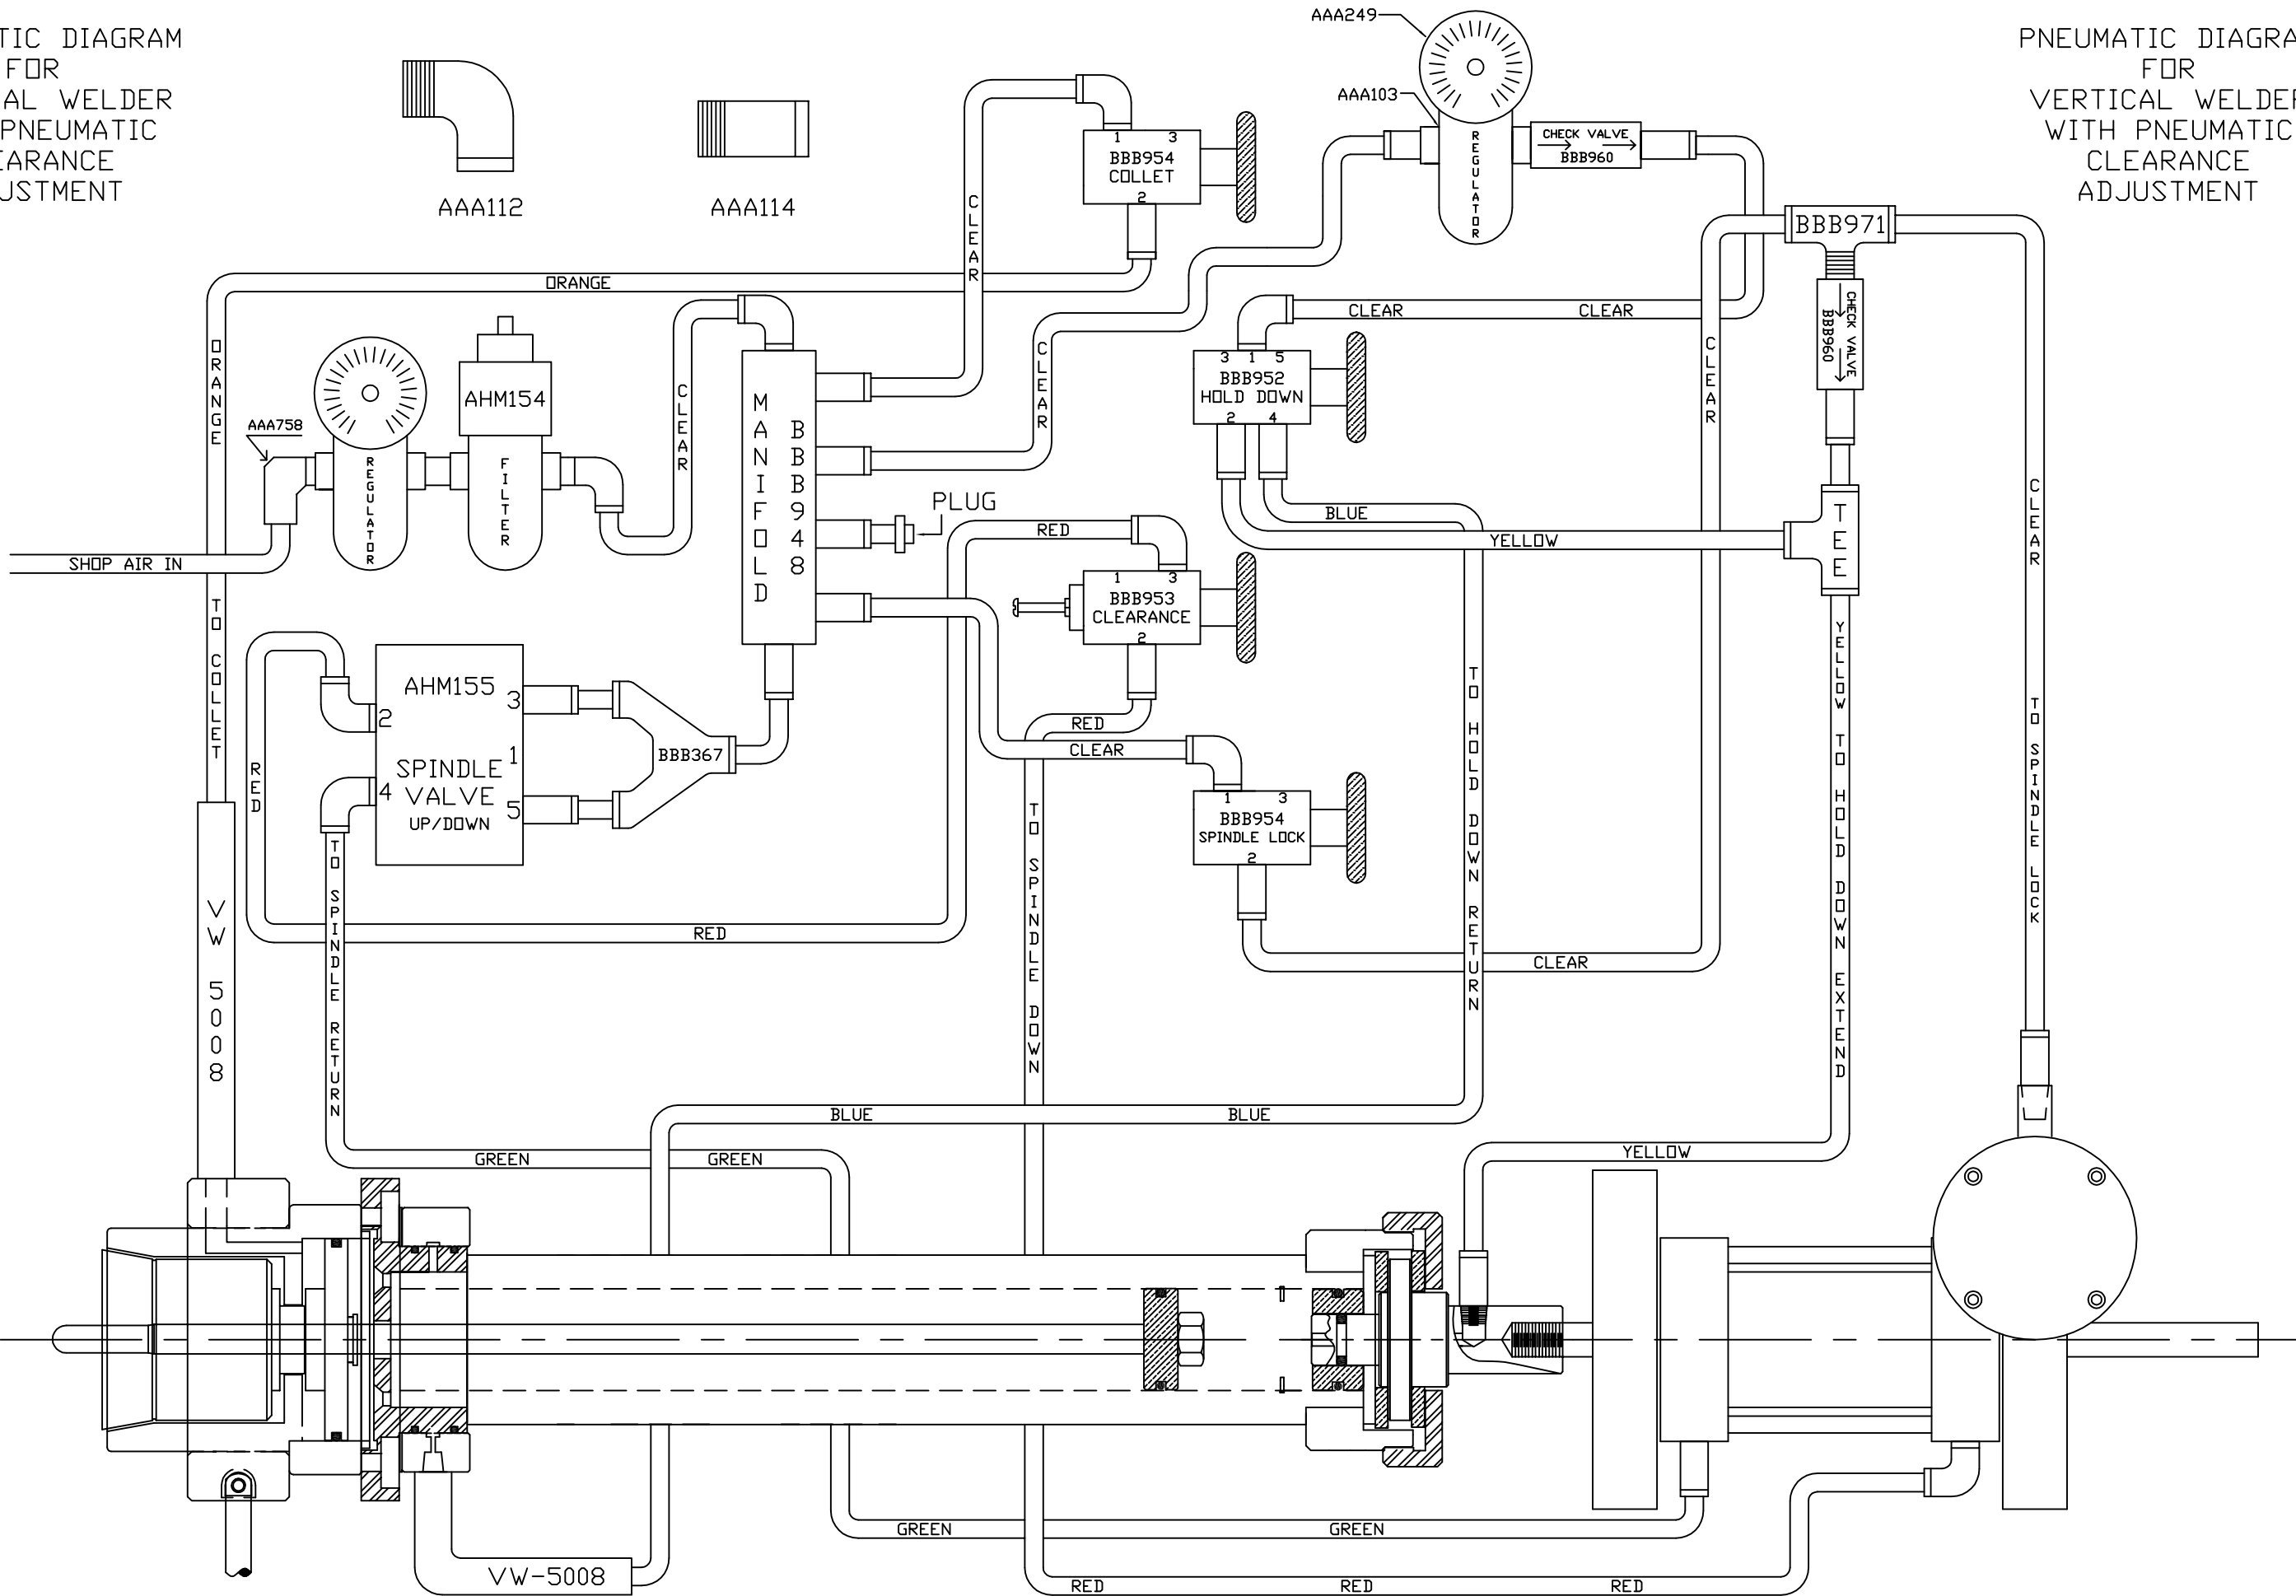 TIC DIAGRAM
FOR
AL WELDER
PNEUMATIC
EARANCE
JUSTMENT
AAA112
AAA114
AAA249
AAA103
PNEUMATIC DIAGRA
FOR
VERTICAL WELDER
WITH PNEUMATIC
CLEARANCE
ADJUSTMENT
1 3
BBB954
COLLET
2
REGULATOR
CHECK VALVE
BBB960
BBB971
CHECK VALVE
BBB960
CLEAR
ORANGE
ORANGE
TO COLLET
CLEAR
CLEAR
CLEAR
CLEAR
3 1 5
BBB952
HOLD DOWN
2 4
CLEAR
AAA758
REGULATOR
AHM154
FILTER
SHOP AIR IN
MANIFOLD
BBB948
PLUG
RED
BLUE
YELLOW
TEE
CLEAR
TO SPINDLE LOCK
1 3
BBB953
CLEARANCE
2
AHM155
3
2
1
SPINDLE
VALVE
4
5
UP/DOWN
BBB367
RED
RED
CLEAR
1 3
BBB954
SPINDLE LOCK
2
RED
CLEAR
TO SPINDLE RETURN
TO SPINDLE DOWN
TO HOLD DOWN RETURN
YELLOW TO HOLD DOWN EXTEND
VW 5008
BLUE
BLUE
GREEN
GREEN
YELLOW
GREEN
GREEN
VW-5008
RED
RED
RED